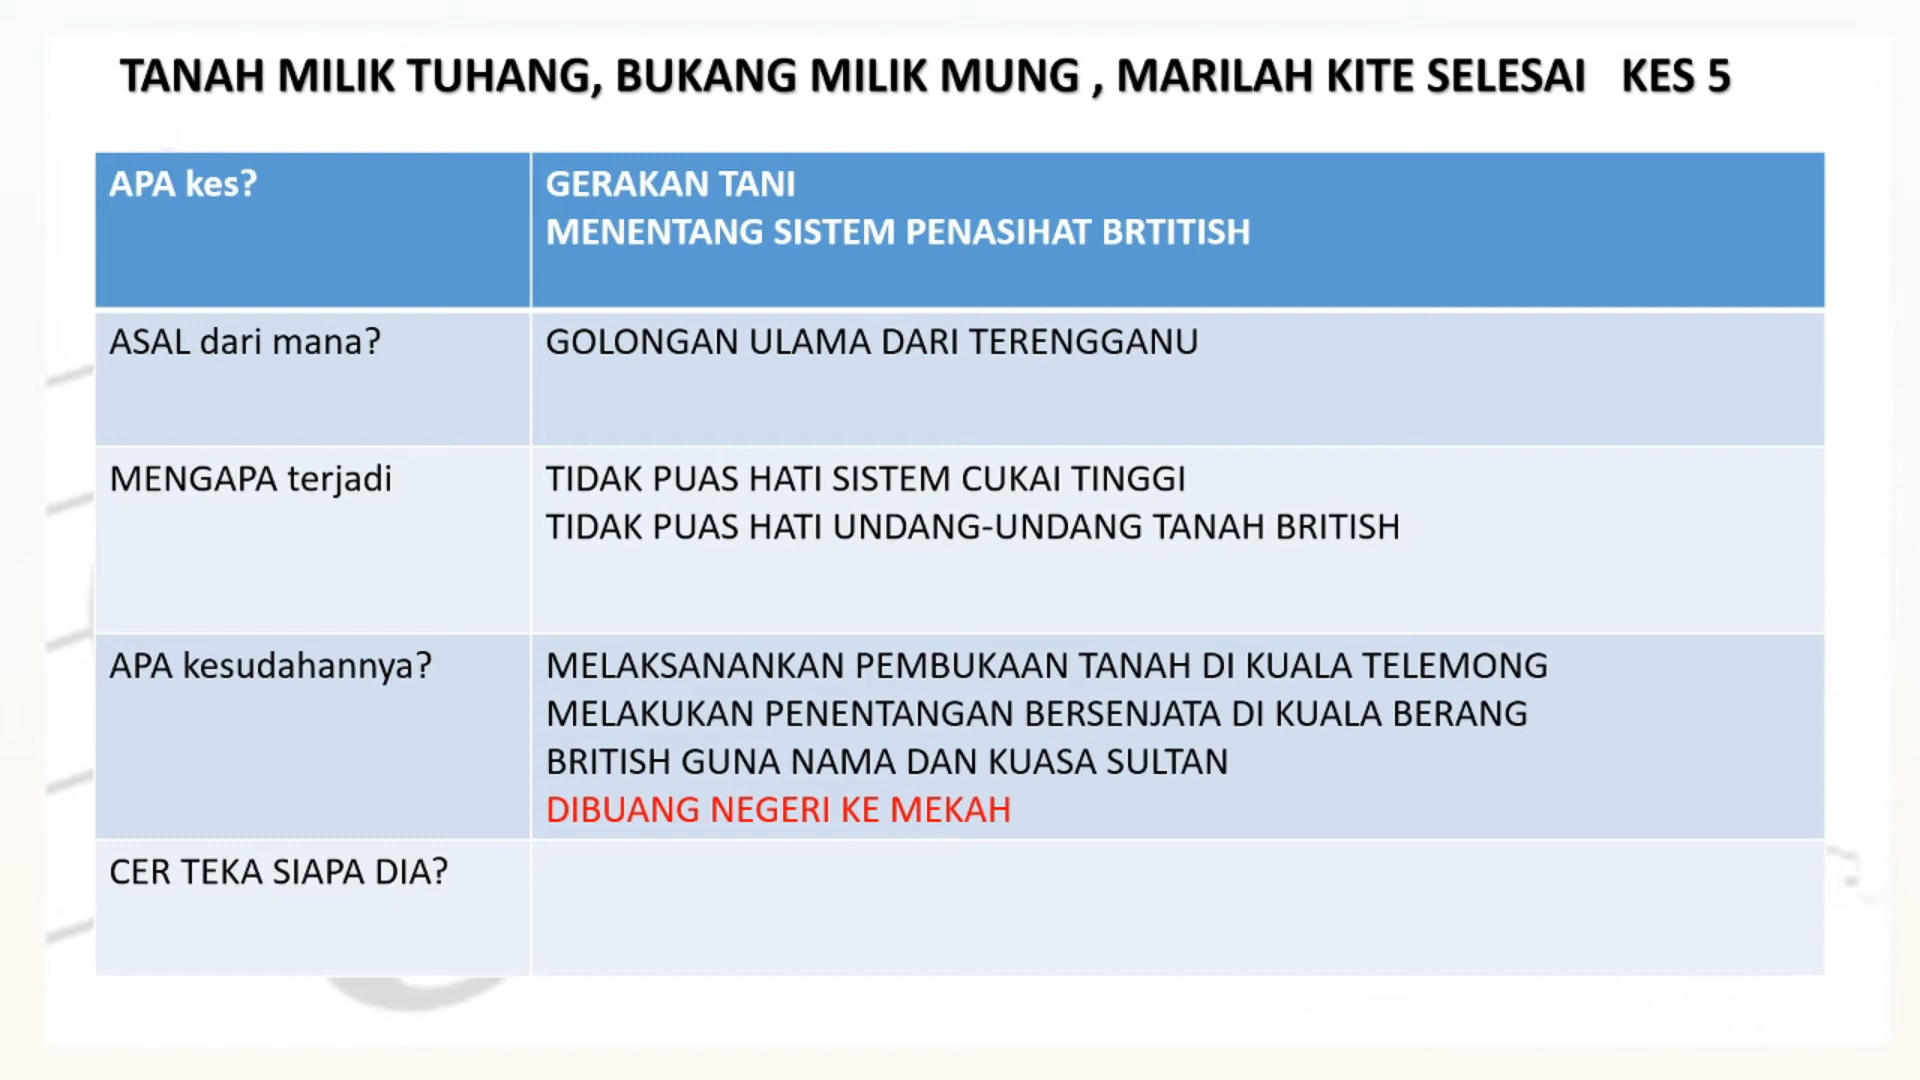 TANAH MILIK TUHANG, BUKANG MILIK MUNG , MARILAH KITE SELESAI KES 5
APA kes?
GERAKAN TANI
MENENTANG SISTEM PENASIHAT BRTITISH
ASAL dari mana?
GOLONGAN ULAMA DARI TERENGGANU
MENGAPA terjadi
TIDAK PUAS HATI SISTEM CUKAI TINGGI
TIDAK PUAS HATI UNDANG-UNDANG TANAH BRITISH
APA kesudahannya?
MELAKSANANKAN PEMBUKAAN TANAH DI KUALA TELEMONG
MELAKUKAN PENENTANGAN BERSENJATA DI KUALA BERANG
BRITISH GUNA NAMA DAN KUASA SULTAN
DIBUANG NEGERI KE MEKAH
CER TEKA SIAPA DIA?